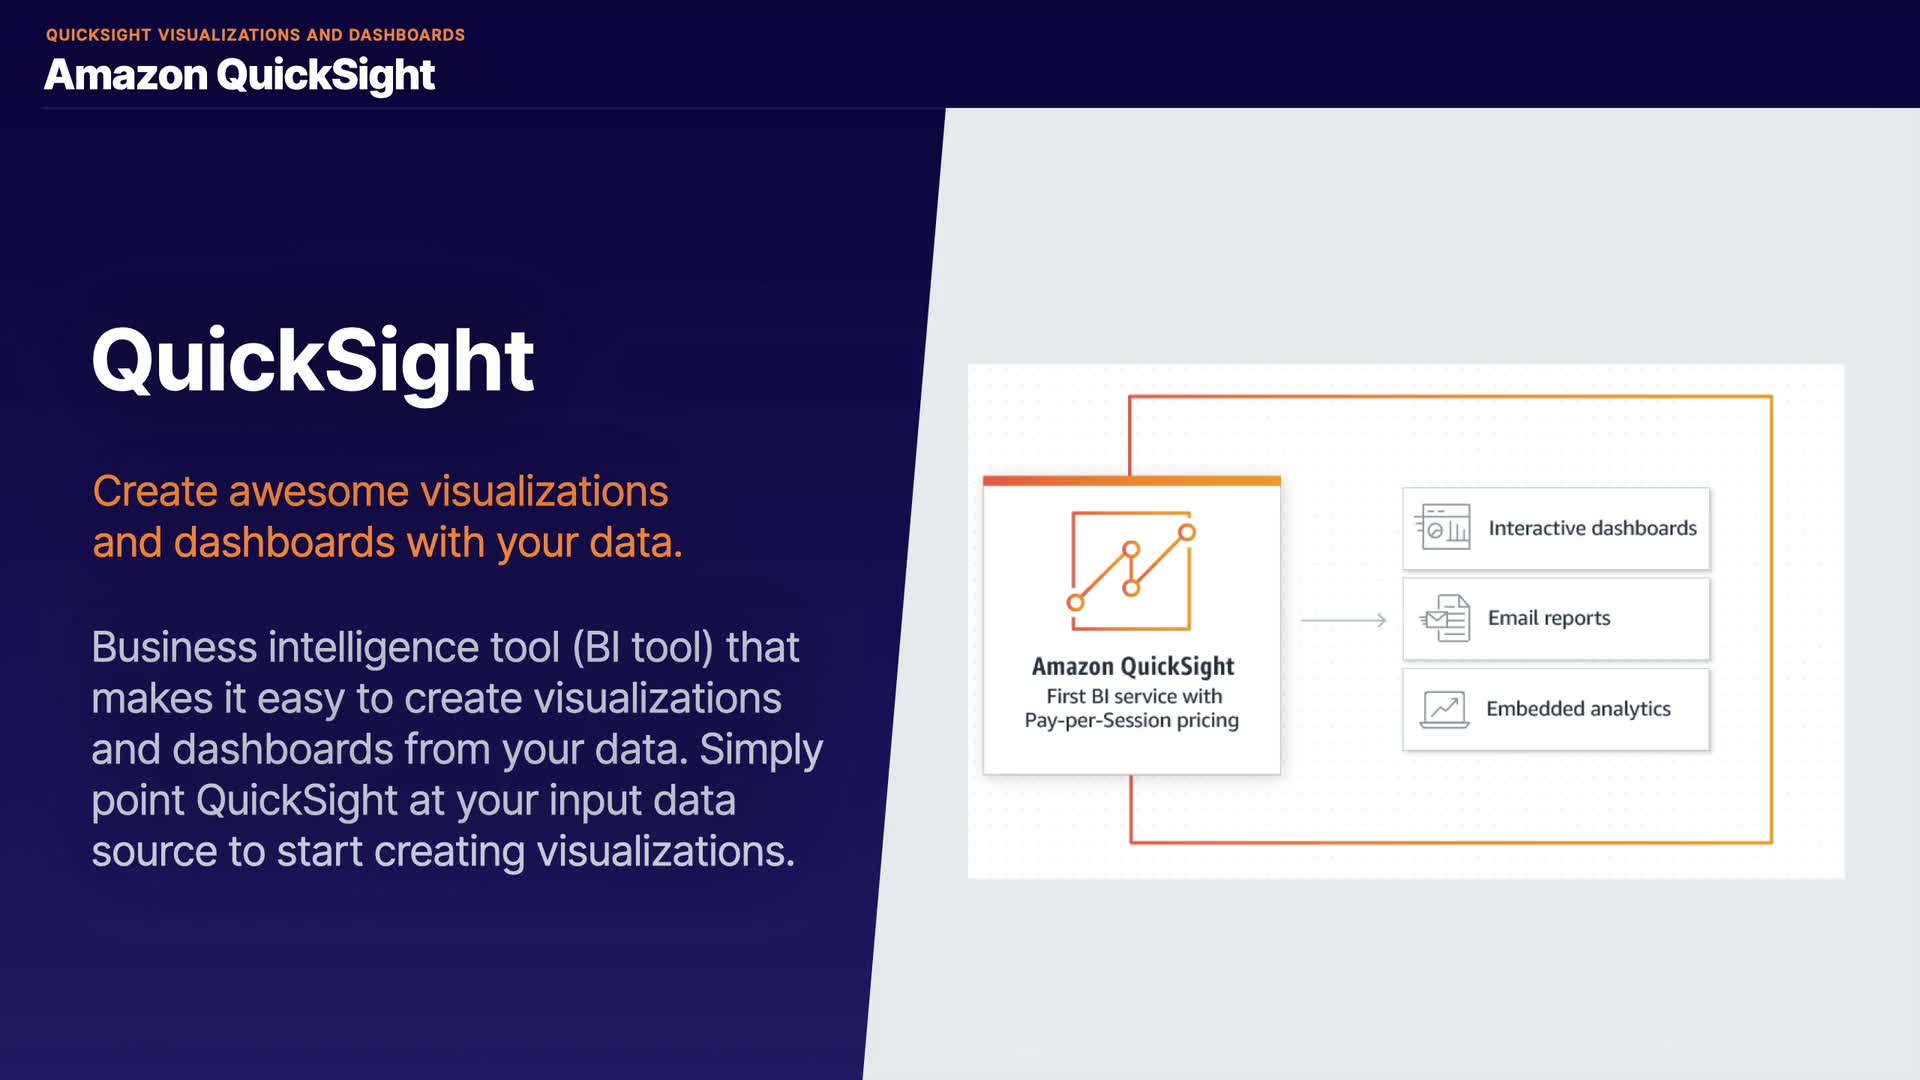 QUICKSIGHT VISUALIZATIONS AND DASHBOARDS
Amazon QuickSight
QuickSight
Create awesome visualizations
and dashboards with your data.
Business intelligence tool (BI tool) that
makes it easy to create visualizations
and dashboards from your data. Simply
point QuickSight at your input data
source to start creating visualizations.
Amazon QuickSight
First BI service with
Pay-per-Session pricing
Interactive dashboards
Email reports
Embedded analytics